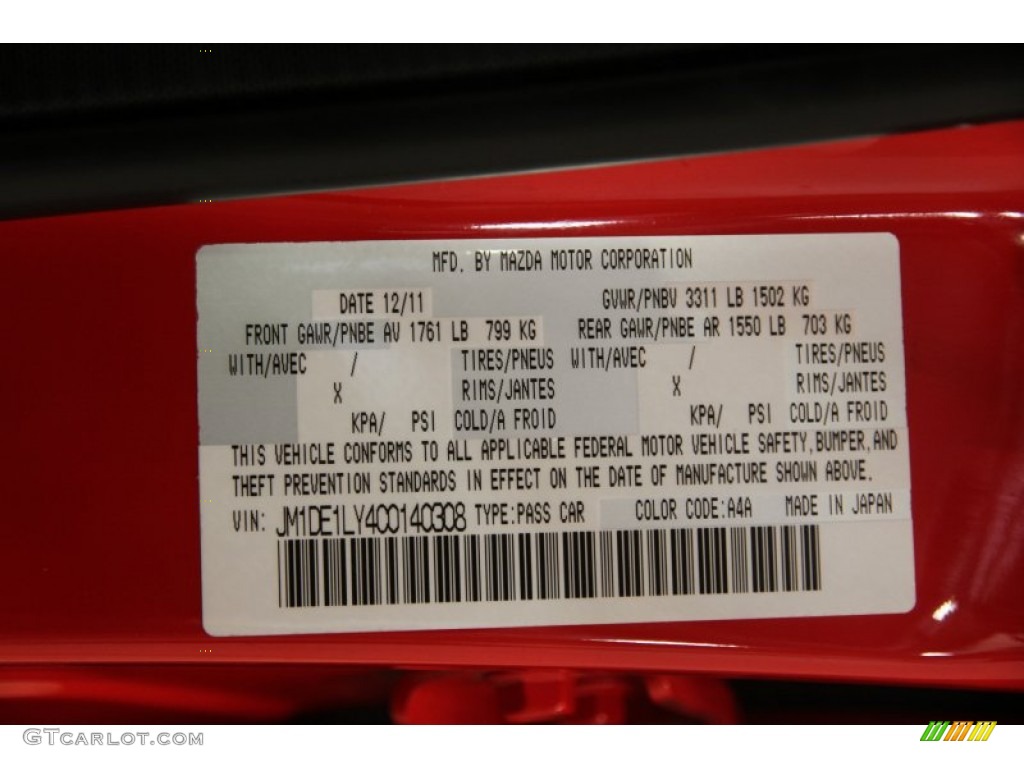 MFD. BY MAZDA MOTOR CORPORATION
DATE 12/11 GVWR/PNBV 3311 LB 1502 KG
FRONT GAWR/PNBE AV 1761 LB 799 KG REAR GAWR/PNBE AR 1550 LB 703 KG
WITH/AVEC / TIRES/PNEUS WITH/AVEC / TIRES/PNEUS
X RIMS/JANTES X RIMS/JANTES
KPA/ PSI COLD/A FROID KPA/ PSI COLD/A FROID
THIS VEHICLE CONFORMS TO ALL APPLICABLE FEDERAL MOTOR VEHICLE SAFETY,BUMPER,AND
THEFT PREVENTION STANDARDS IN EFFECT ON THE DATE OF MANUFACTURE SHOWN ABOVE.
VIN: JM1DE1LY4C0140308 TYPE:PASS CAR COLOR CODE:A4A MADE IN JAPAN
GTCARLOT.COM